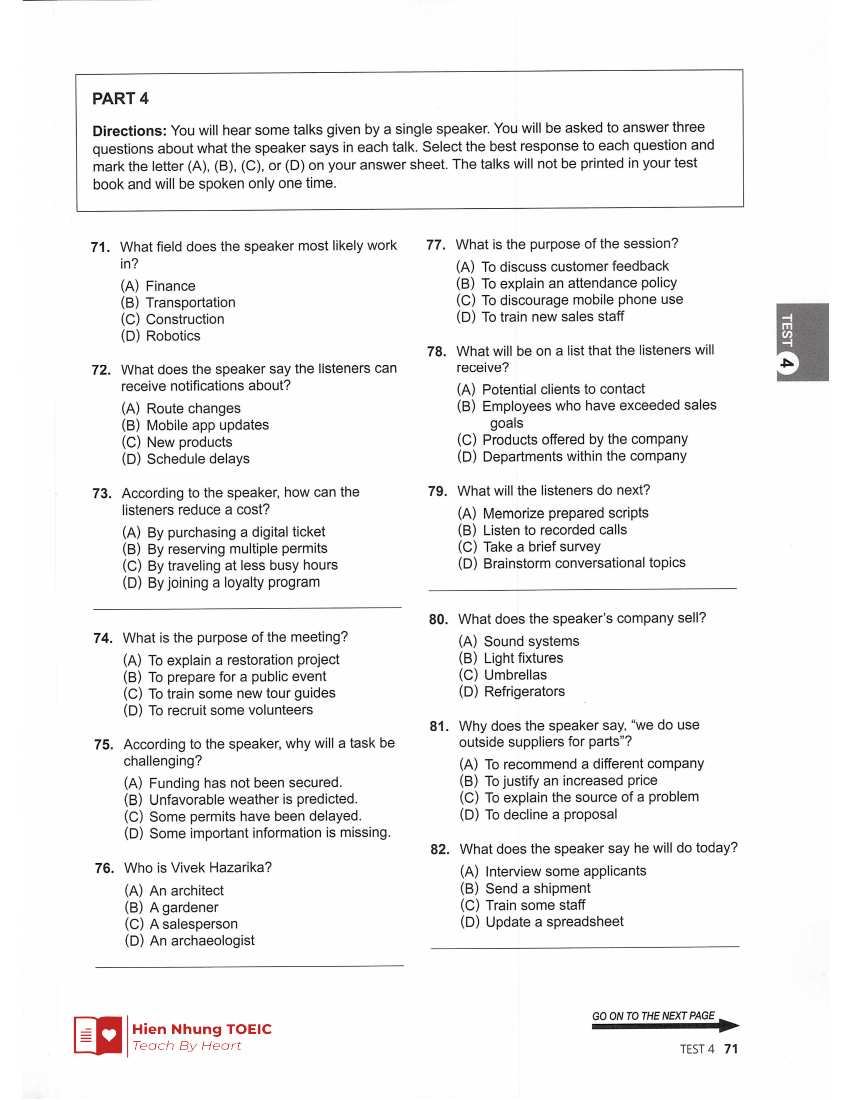 PART 4
Directions: You will hear some talks given by a single speaker. You will be asked to answer three
questions about what the speaker says in each talk. Select the best response to each question and
mark the letter (A), (B), (C), or (D) on your answer sheet. The talks will not be printed in your test
book and will be spoken only one time.
71. What field does the speaker most likely work
in?
(A) Finance
(B) Transportation
(C) Construction
(D) Robotics
72. What does the speaker say the listeners can
receive notifications about?
(A) Route changes
(B) Mobile app updates
(C) New products
(D) Schedule delays
73. According to the speaker, how can the
listeners reduce a cost?
(A) By purchasing a digital ticket
(B) By reserving multiple permits
(C) By traveling at less busy hours
(D) By joining a loyalty program
74. What is the purpose of the meeting?
(A) To explain a restoration project
(B) To prepare for a public event
(C) To train some new tour guides
(D) To recruit some volunteers
75. According to the speaker, why will a task be
challenging?
(A) Funding has not been secured.
(B) Unfavorable weather is predicted.
(C) Some permits have been delayed.
(D) Some important information is missing.
76. Who is Vivek Hazarika?
(A) An architect
(B) A gardener
(C) A salesperson
(D) An archaeologist
77. What is the purpose of the session?
(A) To discuss customer feedback
(B) To explain an attendance policy
(C) To discourage mobile phone use
(D) To train new sales staff
78. What will be on a list that the listeners will
receive?
(A) Potential clients to contact
(B) Employees who have exceeded sales
goals
(C) Products offered by the company
(D) Departments within the company
79. What will the listeners do next?
(A) Memorize prepared scripts
(B) Listen to recorded calls
(C) Take a brief survey
(D) Brainstorm conversational topics
80. What does the speaker's company sell?
(A) Sound systems
(B) Light fixtures
(C) Umbrellas
(D) Refrigerators
81. Why does the speaker say, "we do use
outside suppliers for parts"?
(A) To recommend a different company
(B) To justify an increased price
(C) To explain the source of a problem
(D) To decline a proposal
82. What does the speaker say he will do today?
(A) Interview some applicants
(B) Send a shipment
(C) Train some staff
(D) Update a spreadsheet
TEST 4
Hien Nhung TOEIC
Teach By Heart
GO ON TO THE NEXT PAGE
TEST 4 71